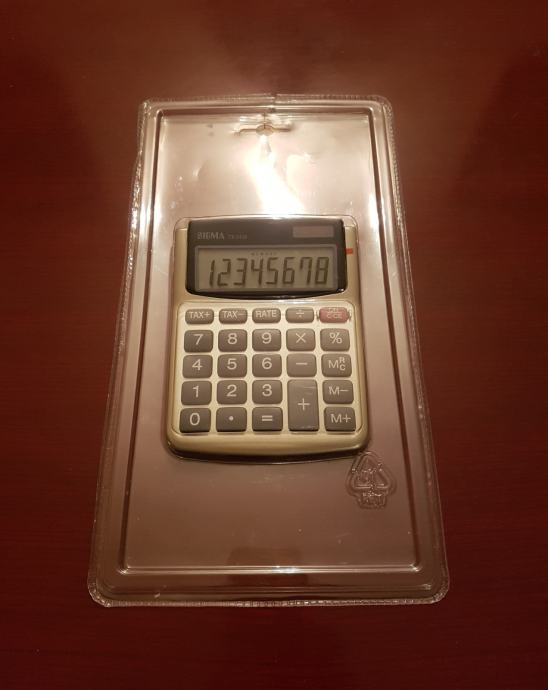 SIGMA
12345678
TAX+ TAX− RATE ÷
7 8 9 × %
4 5 6 − MRC
1 2 3 M−
0 • = + M+